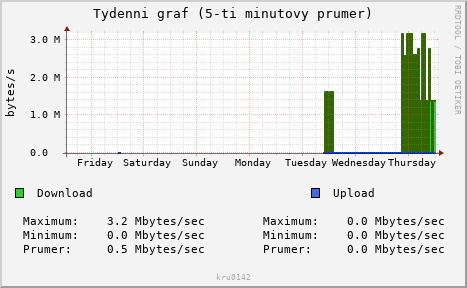 Tydenni graf (5-ti minutovy prumer)
RRDTOOL / TOBI OETIKER
bytes/s
3.0 M
2.0 M
1.0 M
0.0
Friday Saturday Sunday Monday Tuesday Wednesday Thursday
Download Upload
Maximum: 3.2 Mbytes/sec Maximum: 0.0 Mbytes/sec
Minimum: 0.0 Mbytes/sec Minimum: 0.0 Mbytes/sec
Prumer: 0.5 Mbytes/sec Prumer: 0.0 Mbytes/sec
kru0142